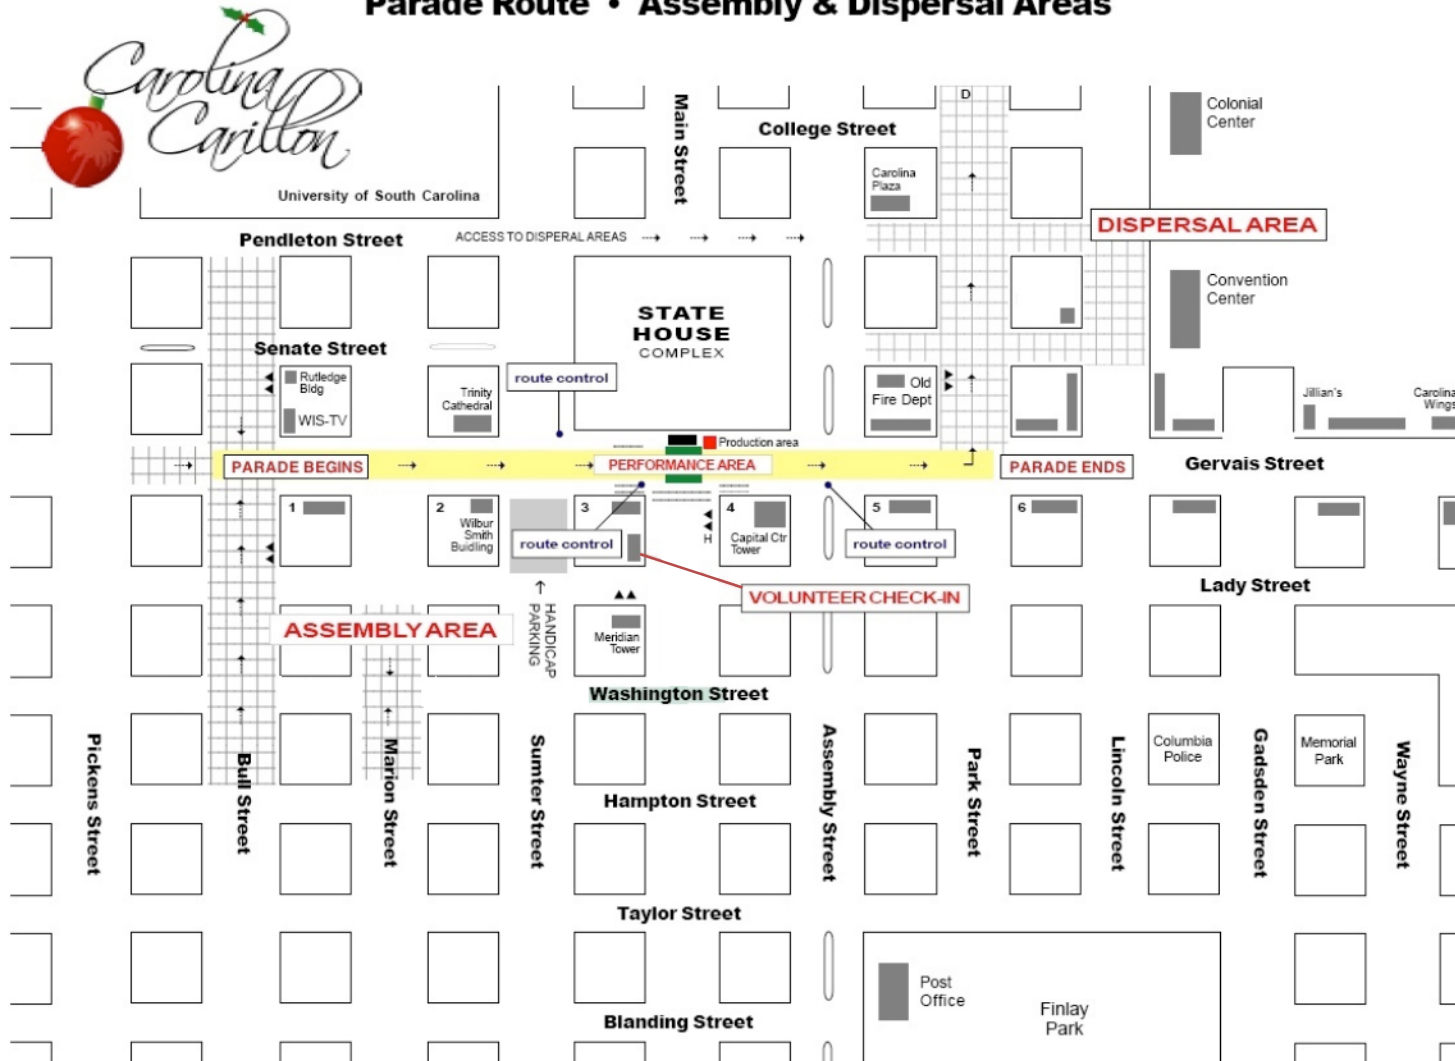 Parade Route • Assembly & Dispersal Areas
Carolina
Carillon
D
Colonial
Center
Main Street
College Street
Carolina
Plaza
University of South Carolina
DISPERSAL AREA
Pendleton Street
ACCESS TO DISPERAL AREAS
Convention
Center
STATE
HOUSE
COMPLEX
Senate Street
route control
Rutledge
Bldg
WIS-TV
Trinity
Cathedral
Old
Fire Dept
Jillian's
Carolina
Wings
Production area
PARADE BEGINS
PERFORMANCE AREA
PARADE ENDS
Gervais Street
1
2
Wilbur
Smith
Buidling
3
4
Capital Ctr
Tower
5
6
H
route control
route control
Lady Street
VOLUNTEER CHECK-IN
ASSEMBLY AREA
HANDICAP
PARKING
Meridian
Tower
Washington Street
Pickens Street
Bull Street
Marion Street
Sumter Street
Assembly Street
Park Street
Lincoln Street
Columbia
Police
Gadsden Street
Memorial
Park
Wayne Street
Hampton Street
Taylor Street
Post
Office
Finlay
Park
Blanding Street